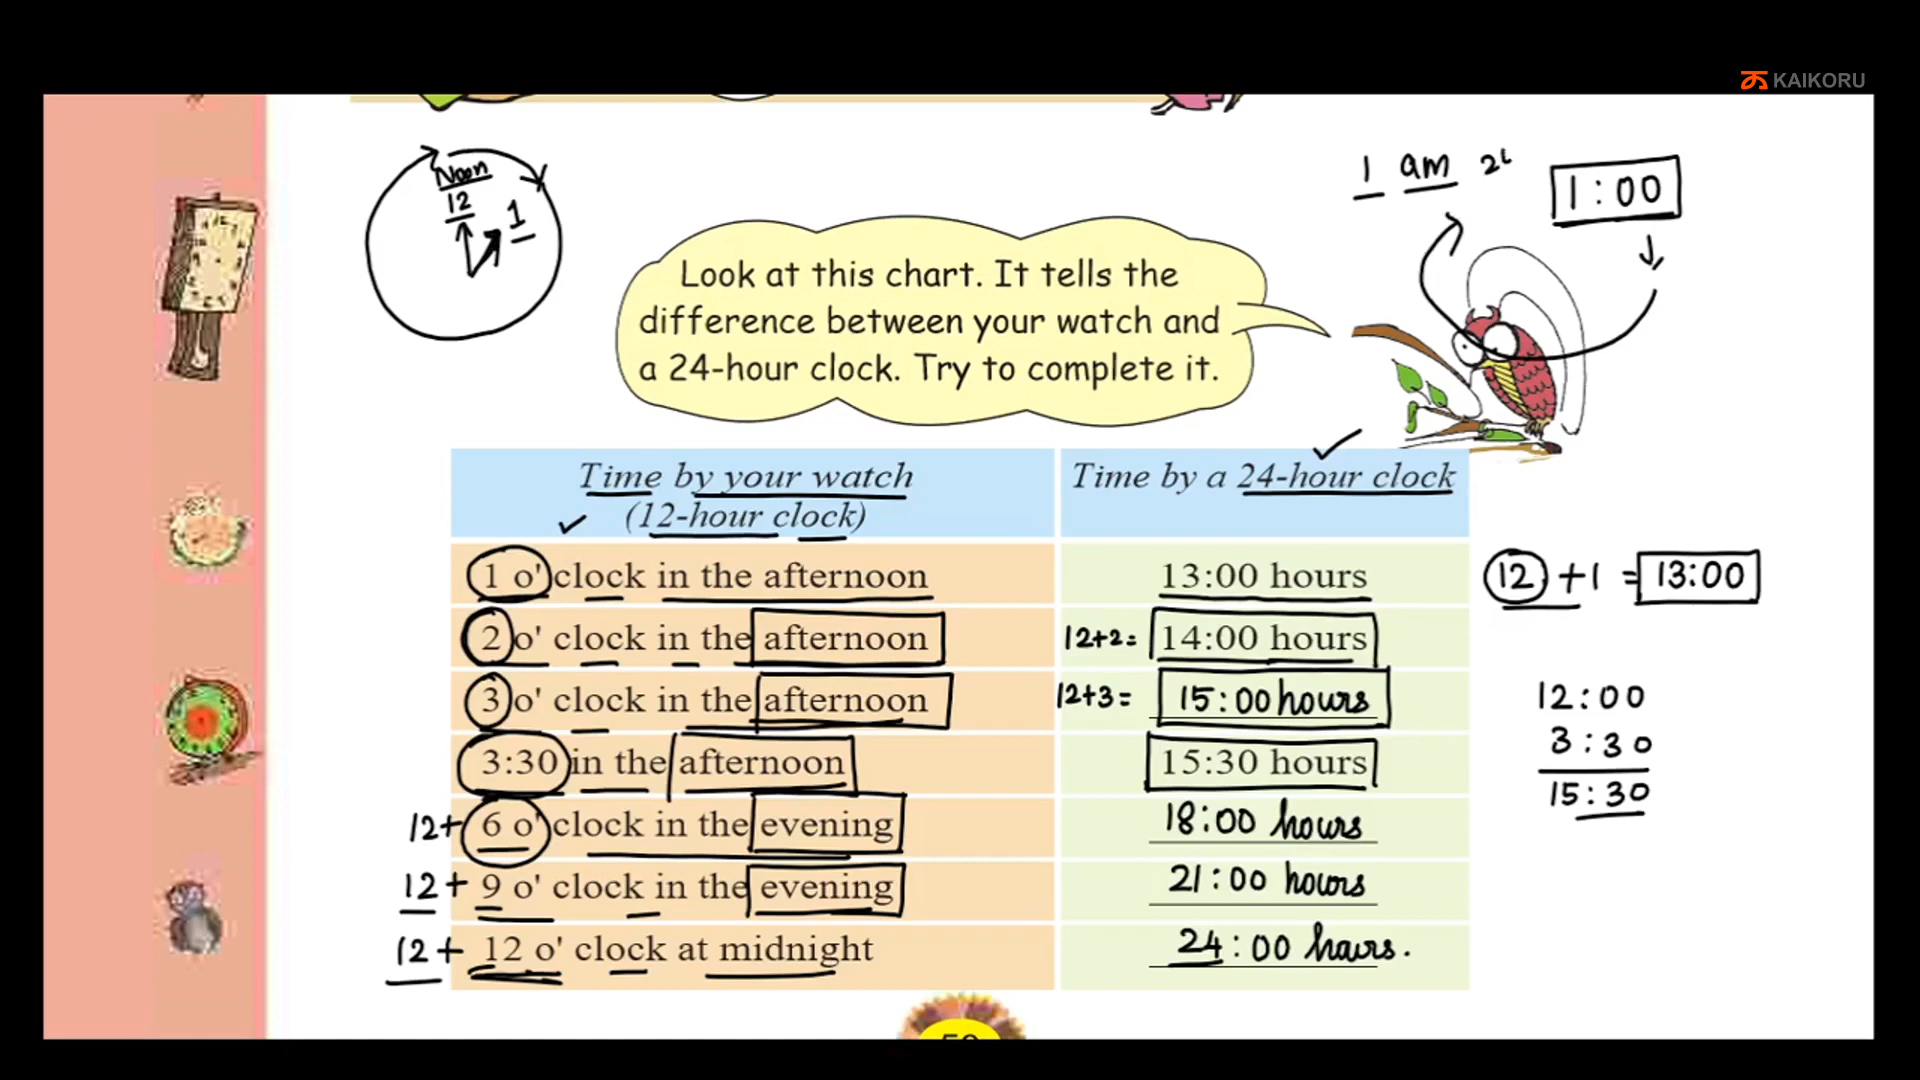 KAIKORU
Noon
12
1
1 am
1:00
Look at this chart. It tells the
difference between your watch and
a 24-hour clock. Try to complete it.
Time by your watch
(12-hour clock)
Time by a 24-hour clock
1 o' clock in the afternoon
13:00 hours
12 + 1 = 13:00
2 o' clock in the afternoon
12+2=
14:00 hours
3 o' clock in the afternoon
12+3=
15:00 hours
12:00
3:30
15:30
3:30 in the afternoon
15:30 hours
12+ 6 o' clock in the evening
18:00 hours
12+ 9 o' clock in the evening
21:00 hours
12+ 12 o' clock at midnight
24:00 hours.